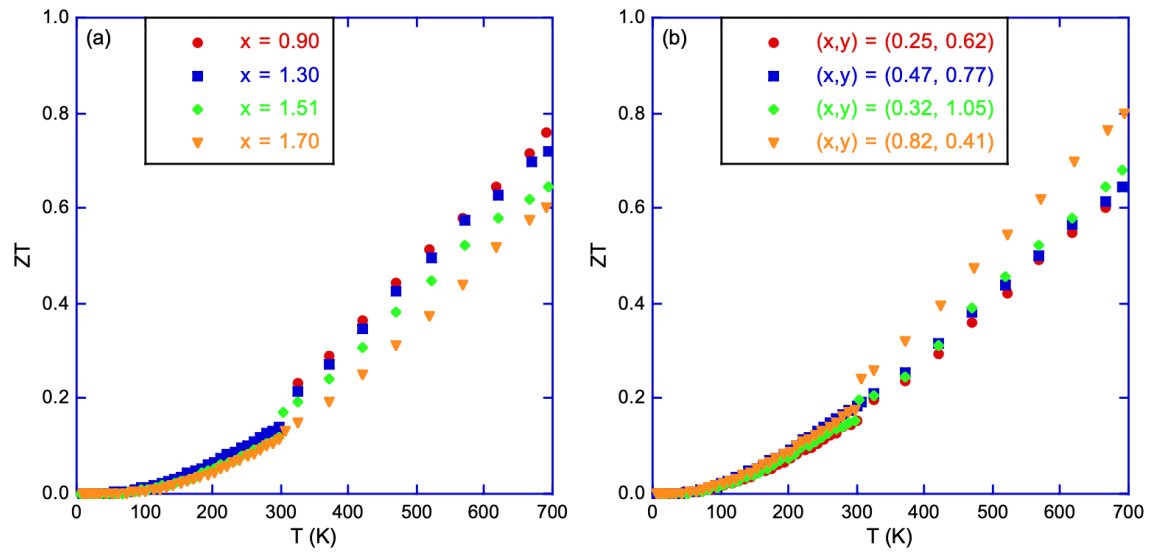 (a)
x = 0.90
x = 1.30
x = 1.51
x = 1.70
1.0
0.8
0.6
0.4
0.2
0.0
ZT
0 100 200 300 400 500 600 700
T (K)
(b)
(x,y) = (0.25, 0.62)
(x,y) = (0.47, 0.77)
(x,y) = (0.32, 1.05)
(x,y) = (0.82, 0.41)
1.0
0.8
0.6
0.4
0.2
0.0
ZT
0 100 200 300 400 500 600 700
T (K)